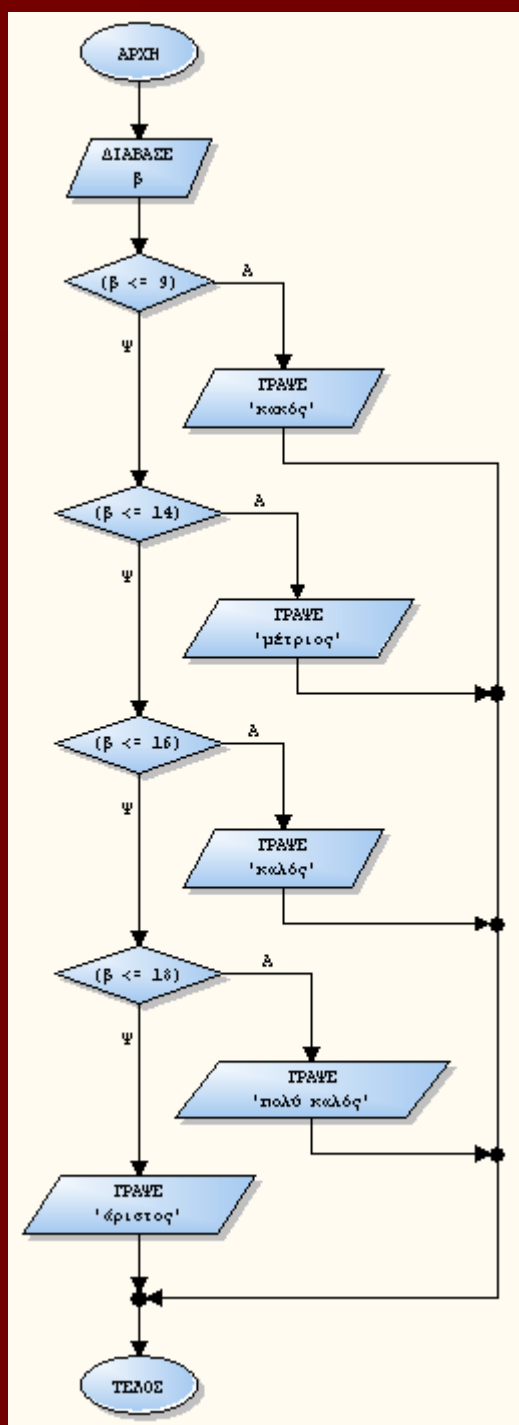 ΑΡΧΗ
ΔΙΑΒΑΣΕ
β
(β <= 9)
Α
Ψ
ΓΡΑΨΕ
'κακός'
(β <= 14)
Α
Ψ
ΓΡΑΨΕ
'μέτριος'
(β <= 16)
Α
Ψ
ΓΡΑΨΕ
'καλός'
(β <= 18)
Α
Ψ
ΓΡΑΨΕ
'πολύ καλός'
ΓΡΑΨΕ
'άριστος'
ΤΕΛΟΣ